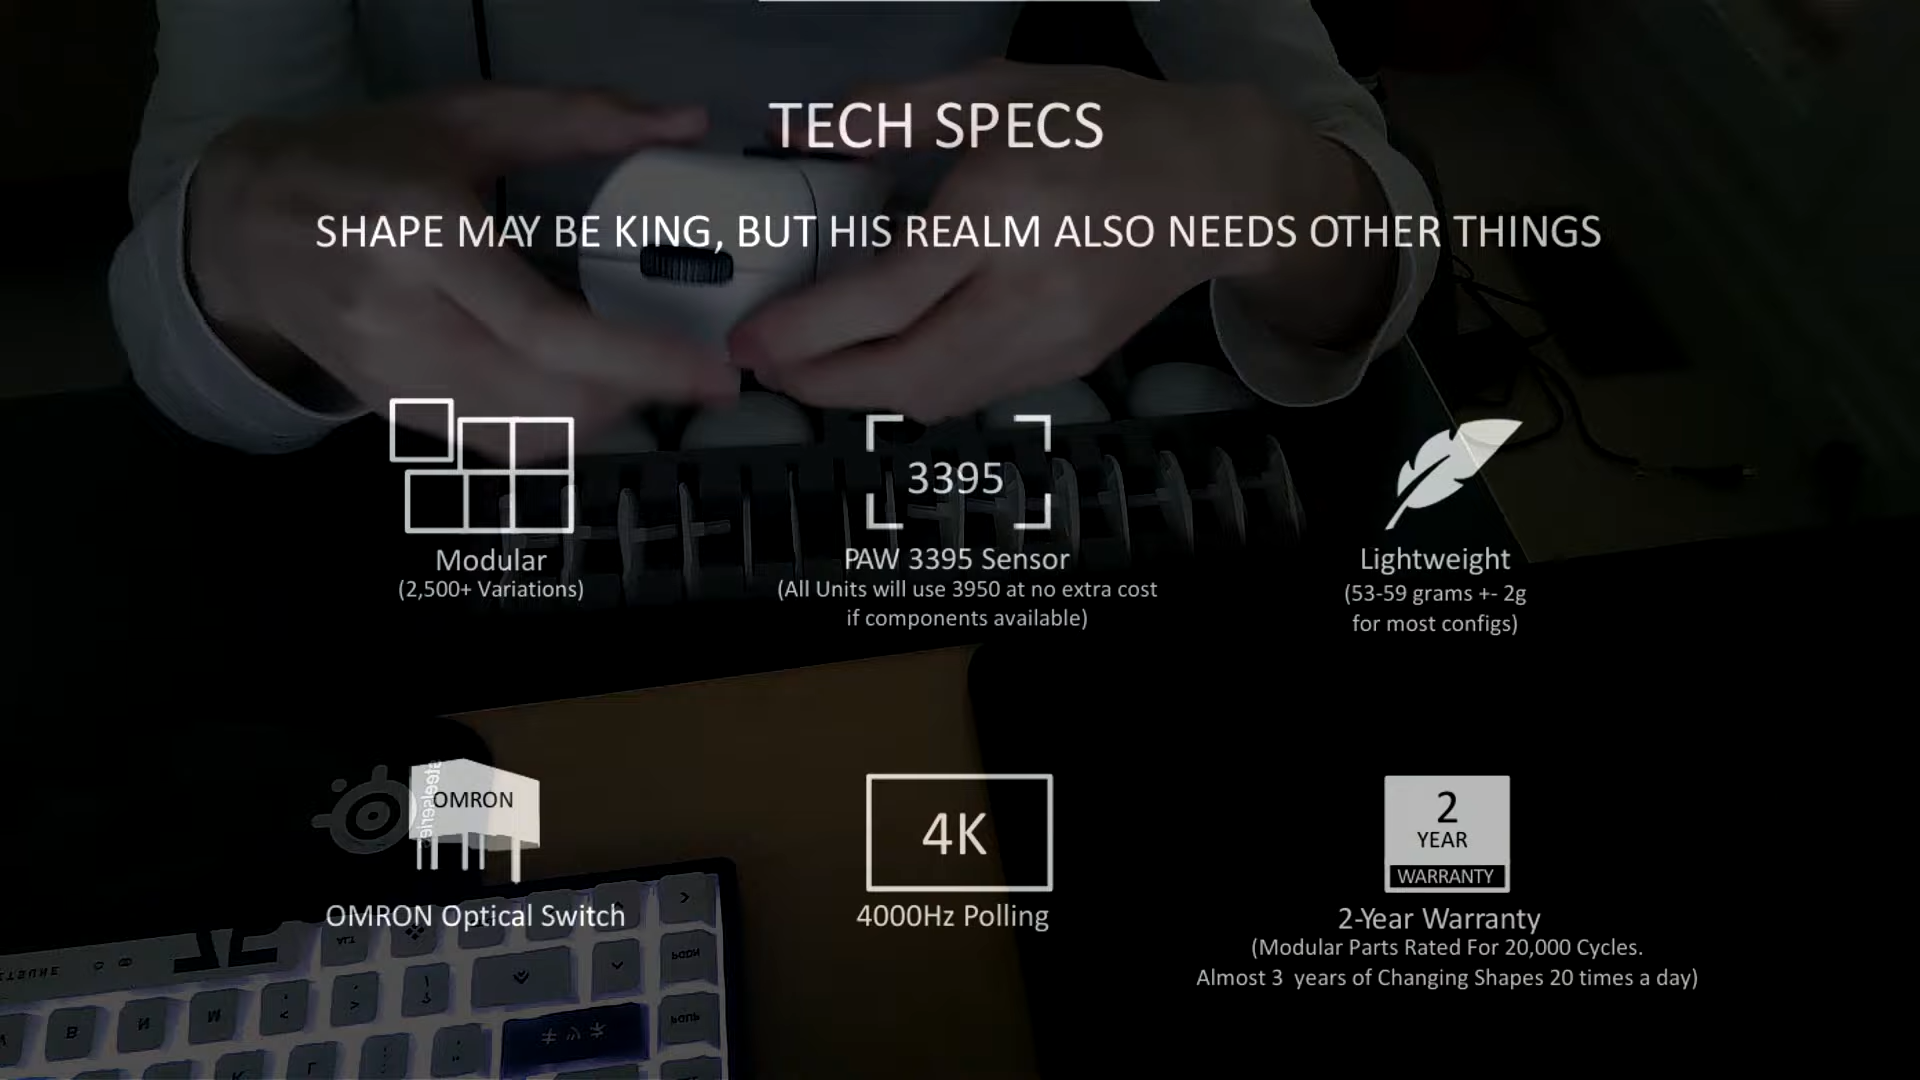 TECH SPECS
SHAPE MAY BE KING, BUT HIS REALM ALSO NEEDS OTHER THINGS
3395
Modular
(2,500+ Variations)
PAW 3395 Sensor
(All Units will use 3950 at no extra cost
if components available)
Lightweight
(53-59 grams +- 2g
for most configs)
steelseries
OMRON
4K
2
YEAR
WARRANTY
OMRON Optical Switch
4000Hz Polling
2-Year Warranty
(Modular Parts Rated For 20,000 Cycles.
Almost 3 years of Changing Shapes 20 times a day)